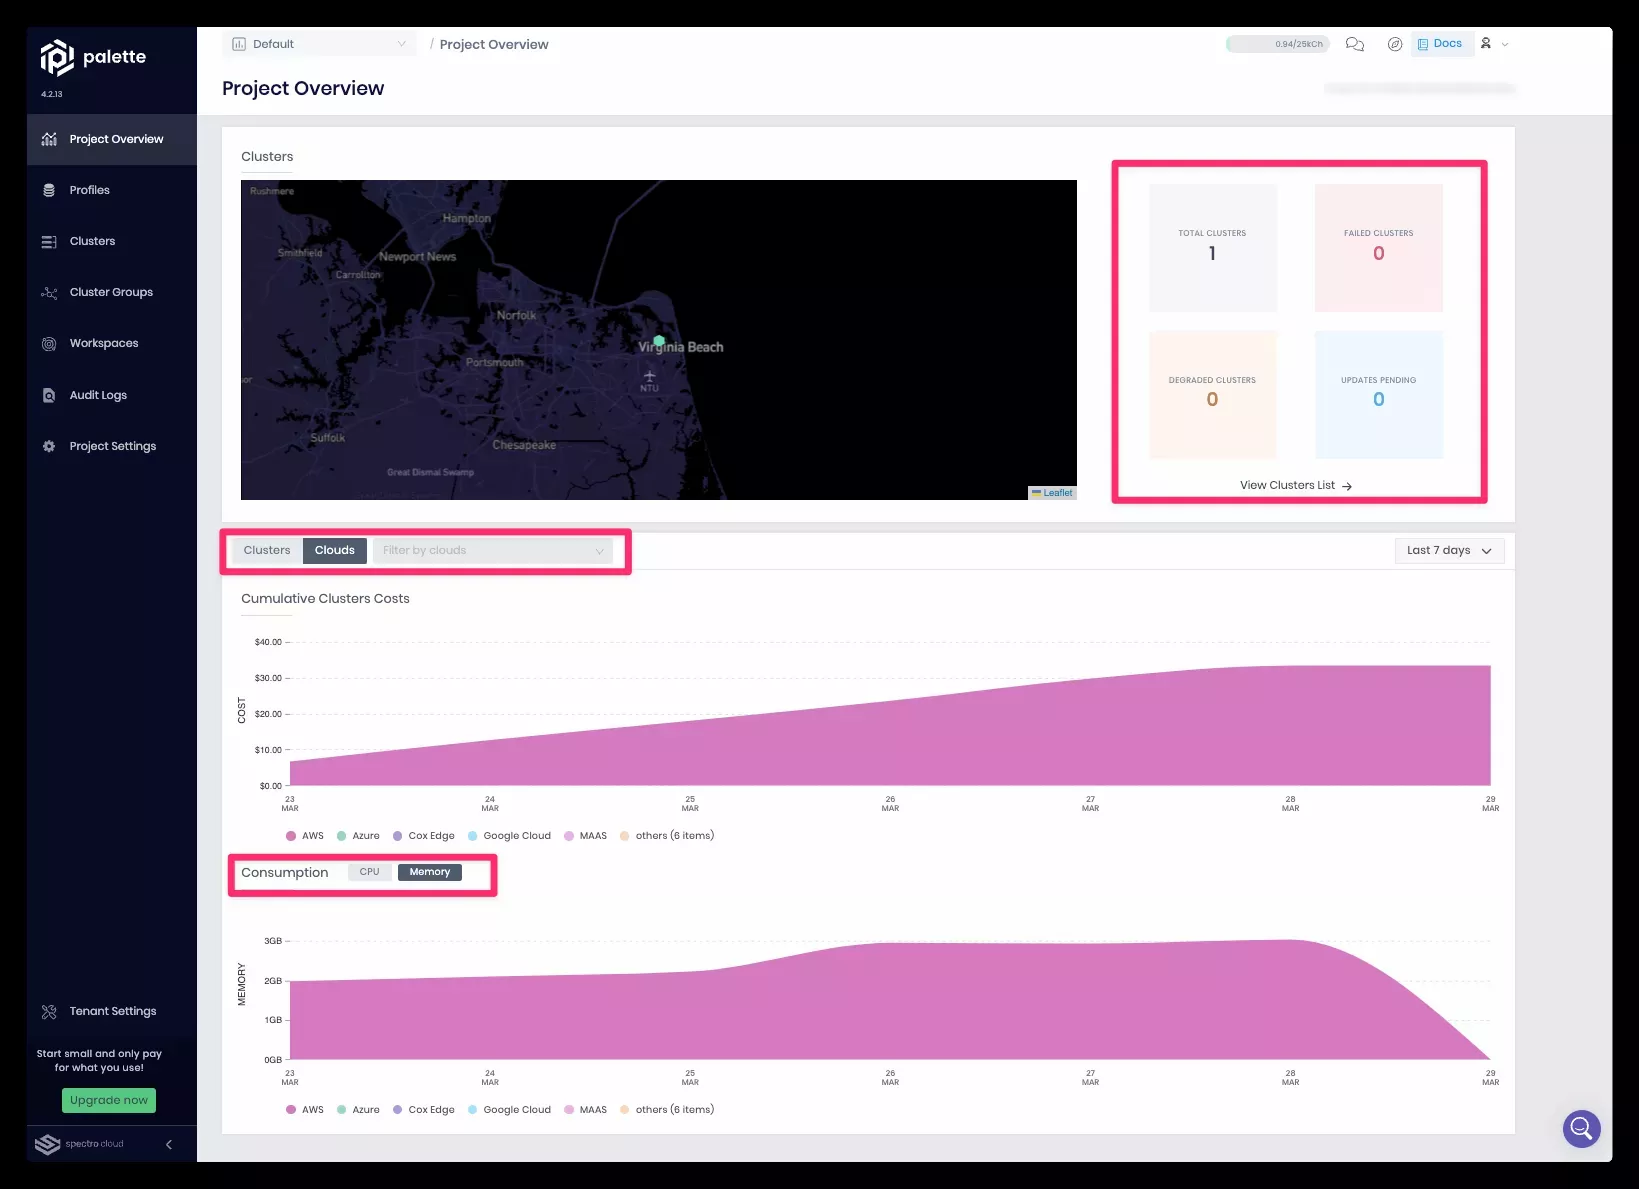 palette
4.2.13
Project Overview
Profiles
Clusters
Cluster Groups
Workspaces
Audit Logs
Project Settings
Tenant Settings
Start small and only pay
for what you use!
Upgrade now
spectro cloud
Default
/ Project Overview
0.94/25kCh
Docs
Project Overview
Clusters
Rushmere
Hampton
Smithfield
Newport News
Carrollton
Norfolk
Virginia Beach
Portsmouth
NTU
Suffolk
Chesapeake
Great Dismal Swamp
Leaflet
TOTAL CLUSTERS
1
FAILED CLUSTERS
0
DEGRADED CLUSTERS
0
UPDATES PENDING
0
View Clusters List →
Clusters
Clouds
Filter by clouds
Last 7 days
Cumulative Clusters Costs
COST
$40.00
$30.00
$20.00
$10.00
$0.00
23 MAR
24 MAR
25 MAR
26 MAR
27 MAR
28 MAR
29 MAR
AWS
Azure
Cox Edge
Google Cloud
MAAS
others (6 items)
Consumption
CPU
Memory
MEMORY
3GB
2GB
1GB
0GB
23 MAR
24 MAR
25 MAR
26 MAR
27 MAR
28 MAR
29 MAR
AWS
Azure
Cox Edge
Google Cloud
MAAS
others (6 items)